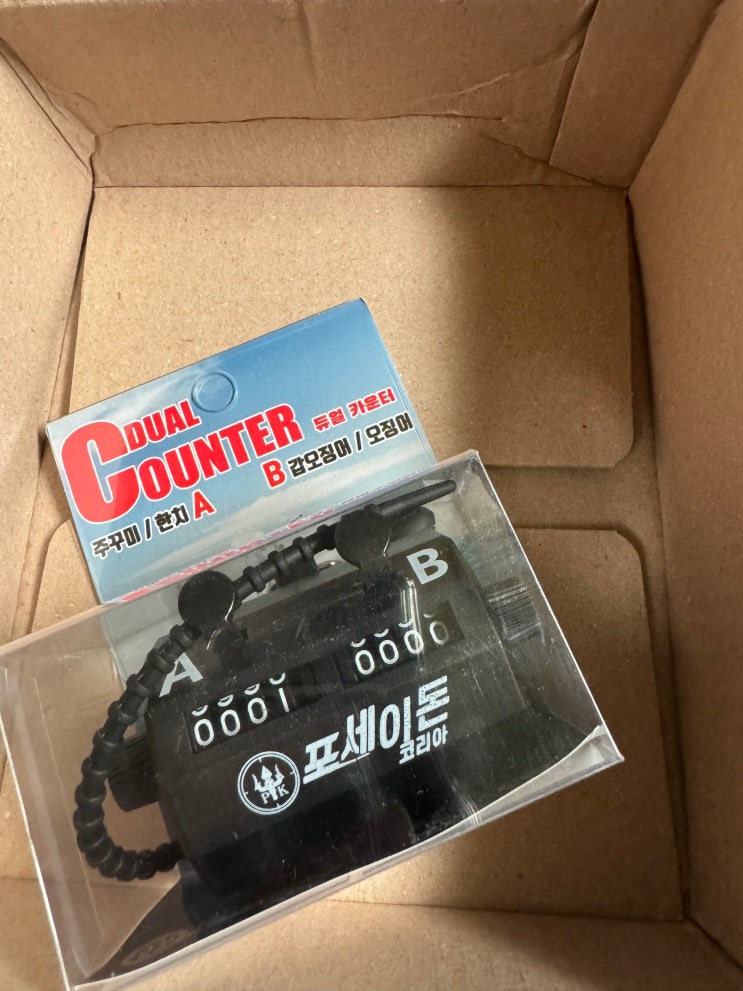 DUAL
COUNTER 듀얼 카운터
주꾸미 / 한치 A
B 갑오징어 / 오징어
A
B
0001
0000
포세이돈
코리아
PK